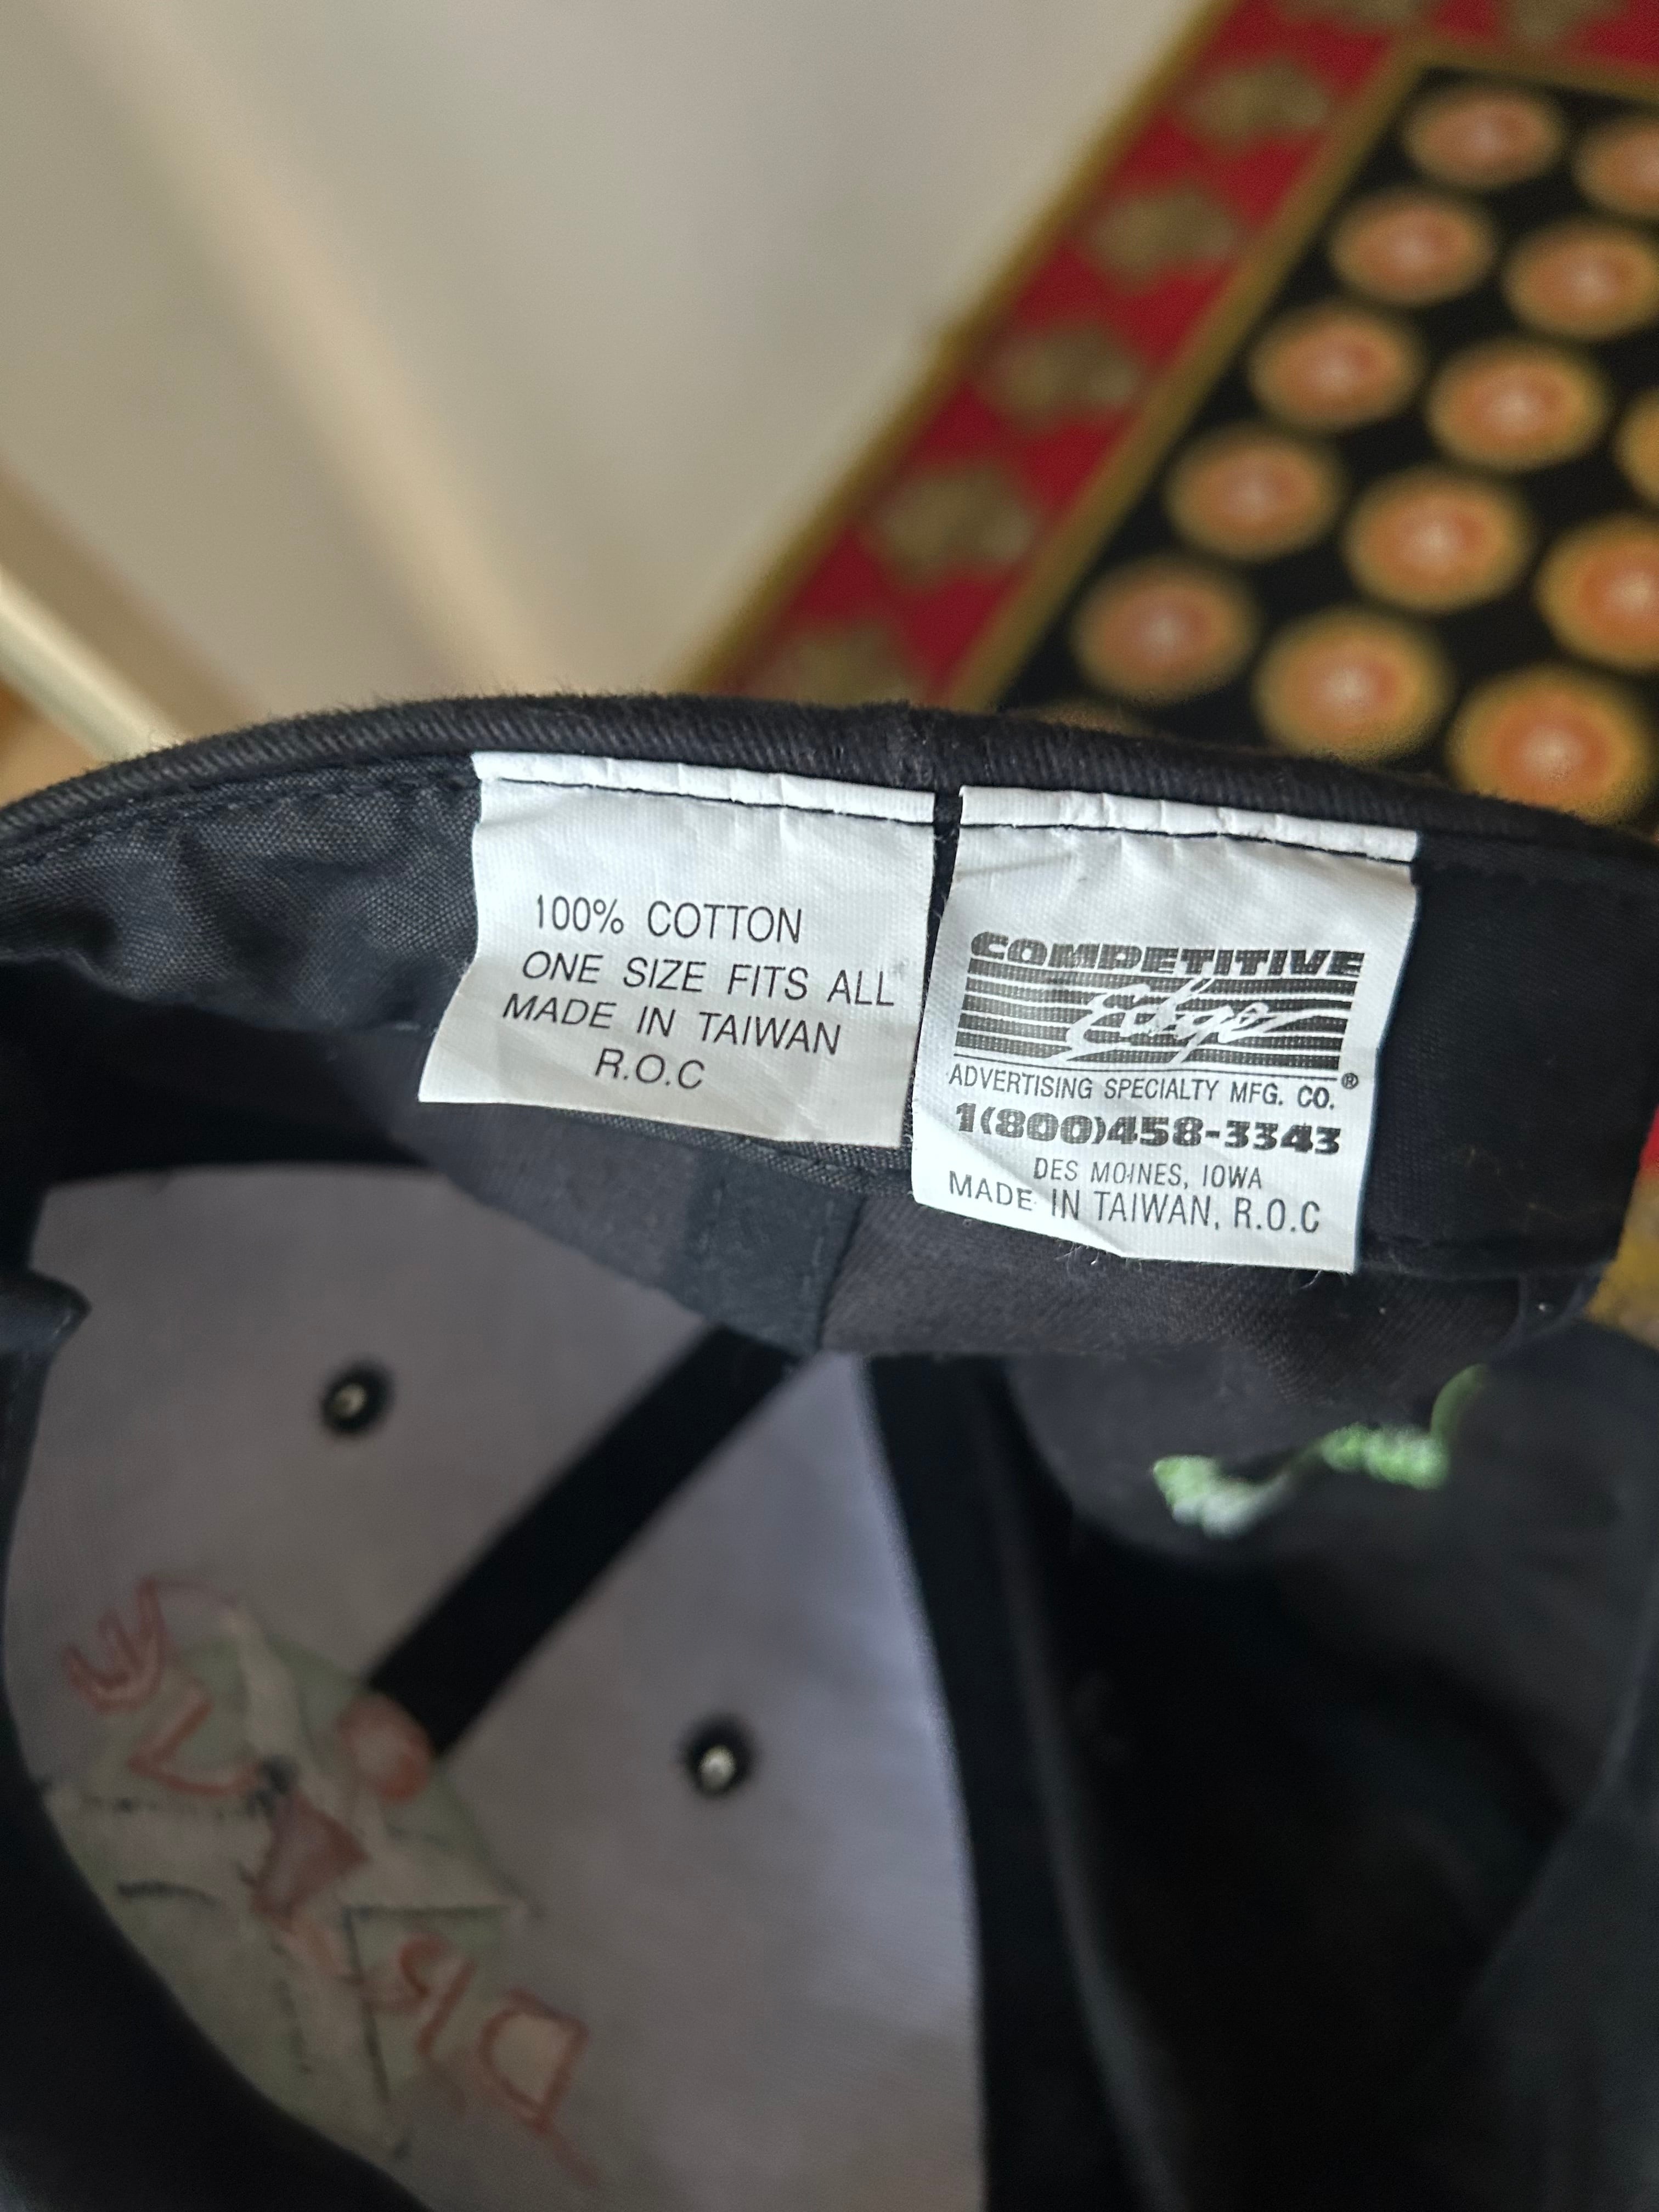 100% COTTON
ONE SIZE FITS ALL
MADE IN TAIWAN
R.O.C
COMPETITIVE
Edge
ADVERTISING SPECIALTY MFG. CO.®
1(800)458-3343
DES MOINES, IOWA
MADE IN TAIWAN, R.O.C